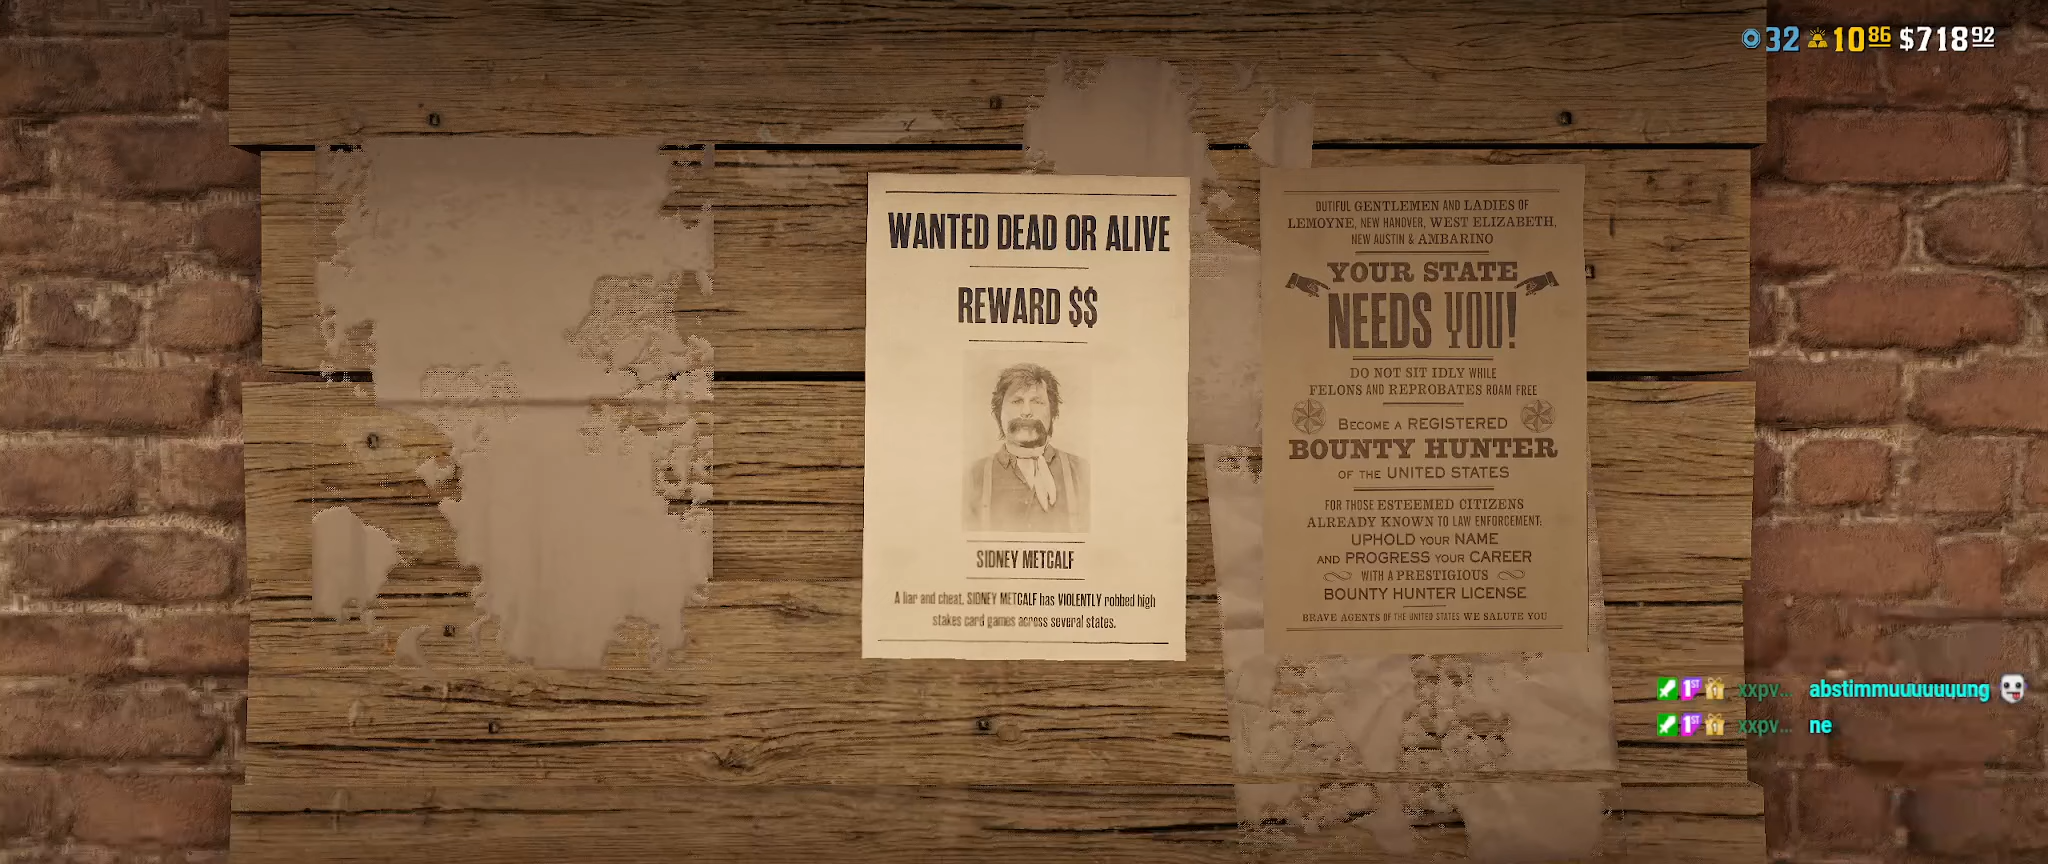 32 10 86 $718 92
WANTED DEAD OR ALIVE
REWARD $$
SIDNEY METCALF
A liar and cheat, SIDNEY METCALF has VIOLENTLY robbed high
stakes card games across several states.
DUTIFUL GENTLEMEN AND LADIES OF
LEMOYNE, NEW HANOVER, WEST ELIZABETH,
NEW AUSTIN & AMBARINO
YOUR STATE
NEEDS YOU!
DO NOT SIT IDLY WHILE
FELONS AND REPROBATES ROAM FREE
BECOME A REGISTERED
BOUNTY HUNTER
OF THE UNITED STATES
FOR THOSE ESTEEMED CITIZENS
ALREADY KNOWN TO LAW ENFORCEMENT:
UPHOLD YOUR NAME
AND PROGRESS YOUR CAREER
WITH A PRESTIGIOUS
BOUNTY HUNTER LICENSE
BRAVE AGENTS OF THE UNITED STATES WE SALUTE YOU
1ST xxpv... abstimmuuuuuyung
1ST xxpv... ne